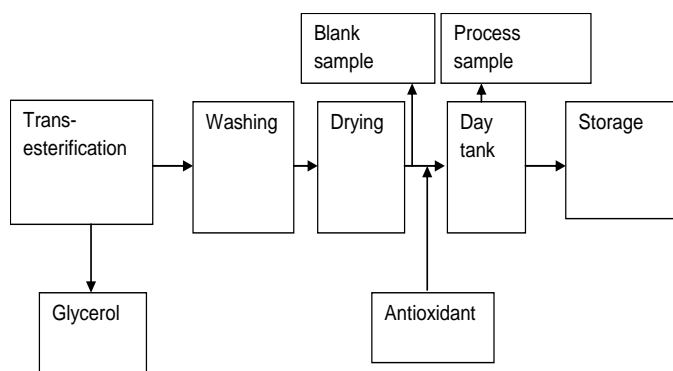 Blank
sample
Process
sample
Trans-
esterification
Washing
Drying
Day
tank
Storage
Glycerol
Antioxidant